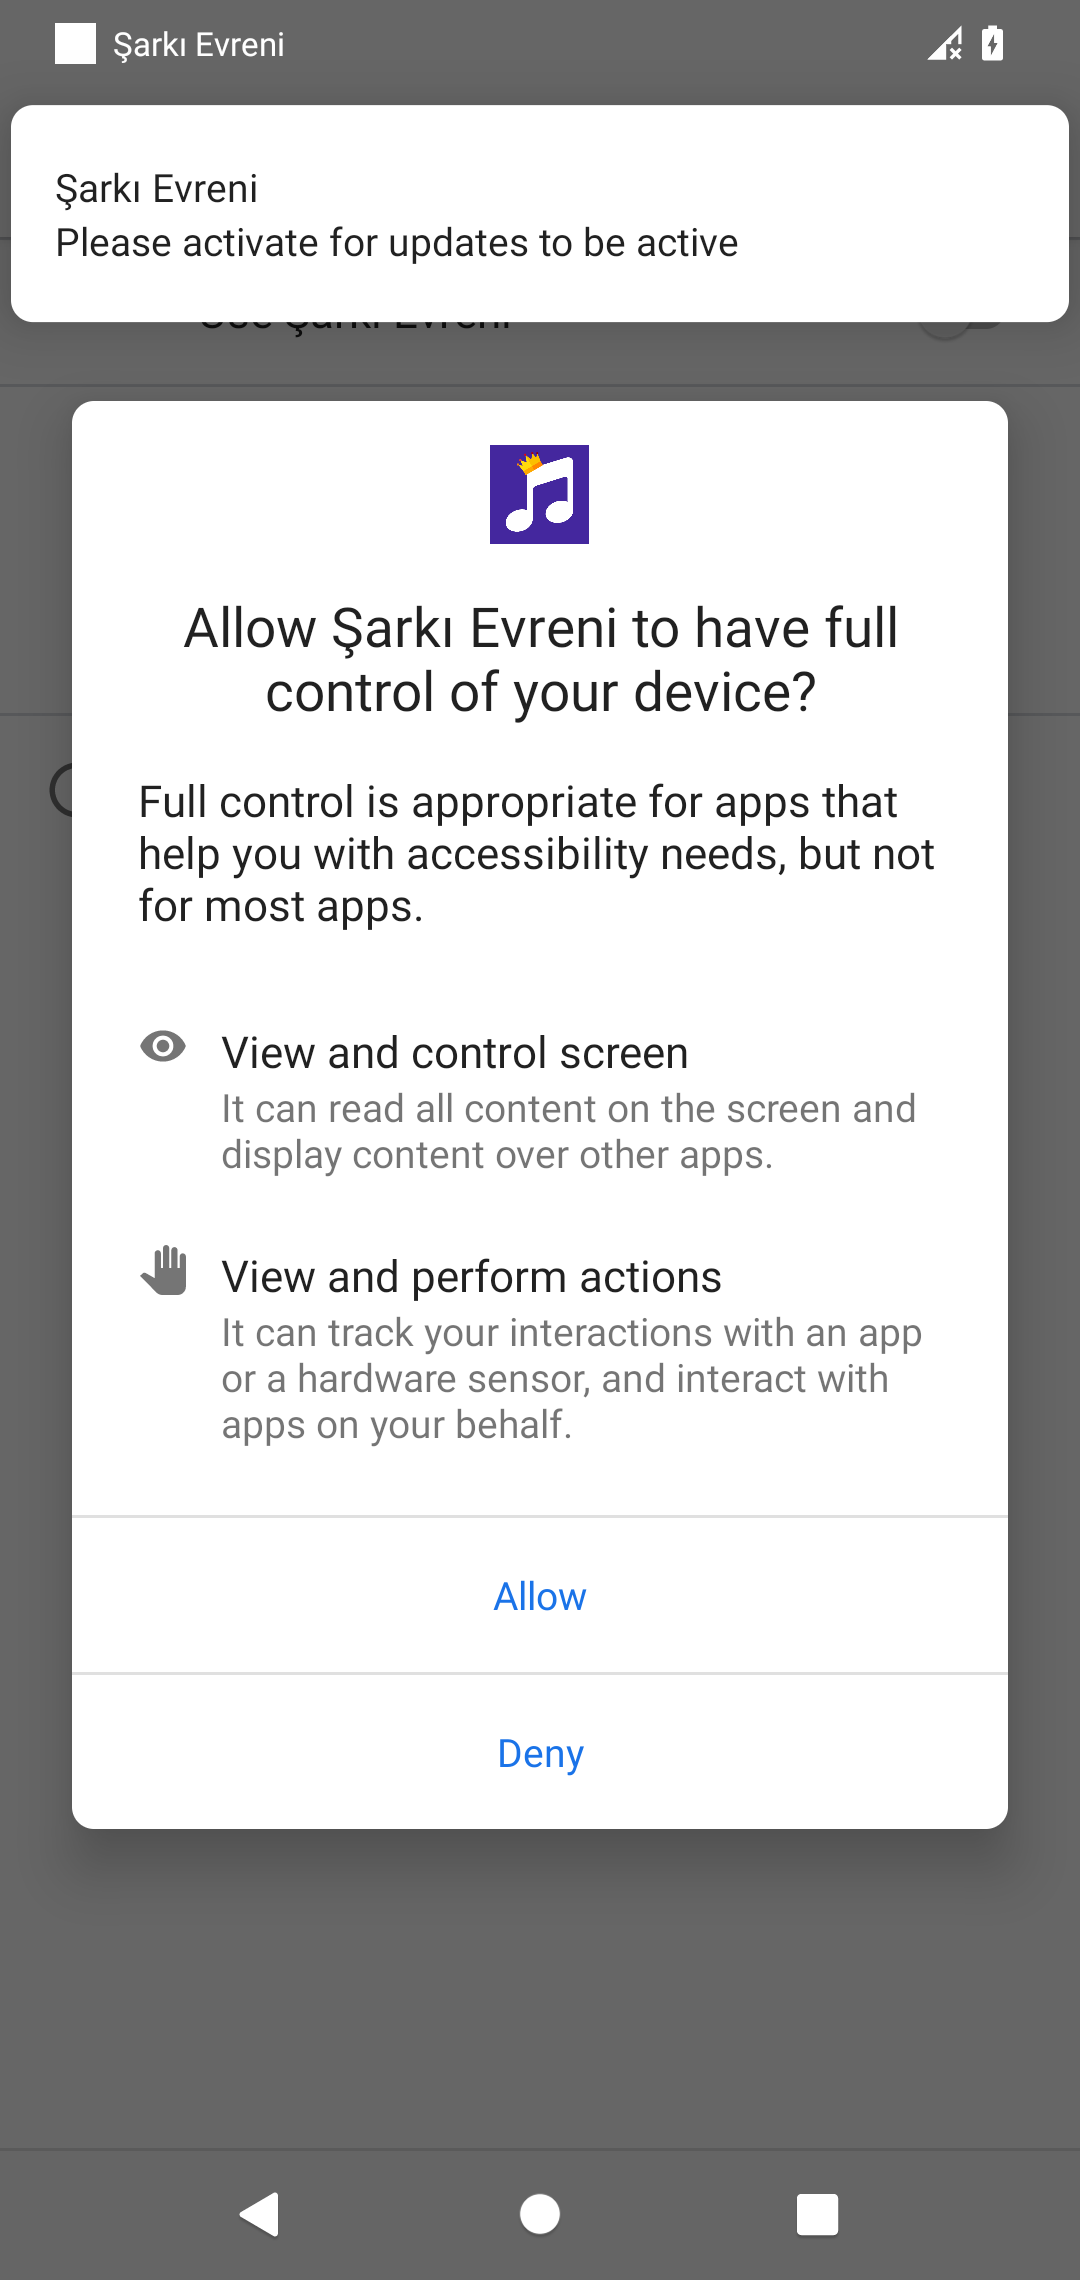 Şarkı Evreni
Şarkı Evreni
Please activate for updates to be active
Use Şarkı Evreni
Allow Şarkı Evreni to have full
control of your device?
Full control is appropriate for apps that
help you with accessibility needs, but not
for most apps.
View and control screen
It can read all content on the screen and
display content over other apps.
View and perform actions
It can track your interactions with an app
or a hardware sensor, and interact with
apps on your behalf.
Allow
Deny